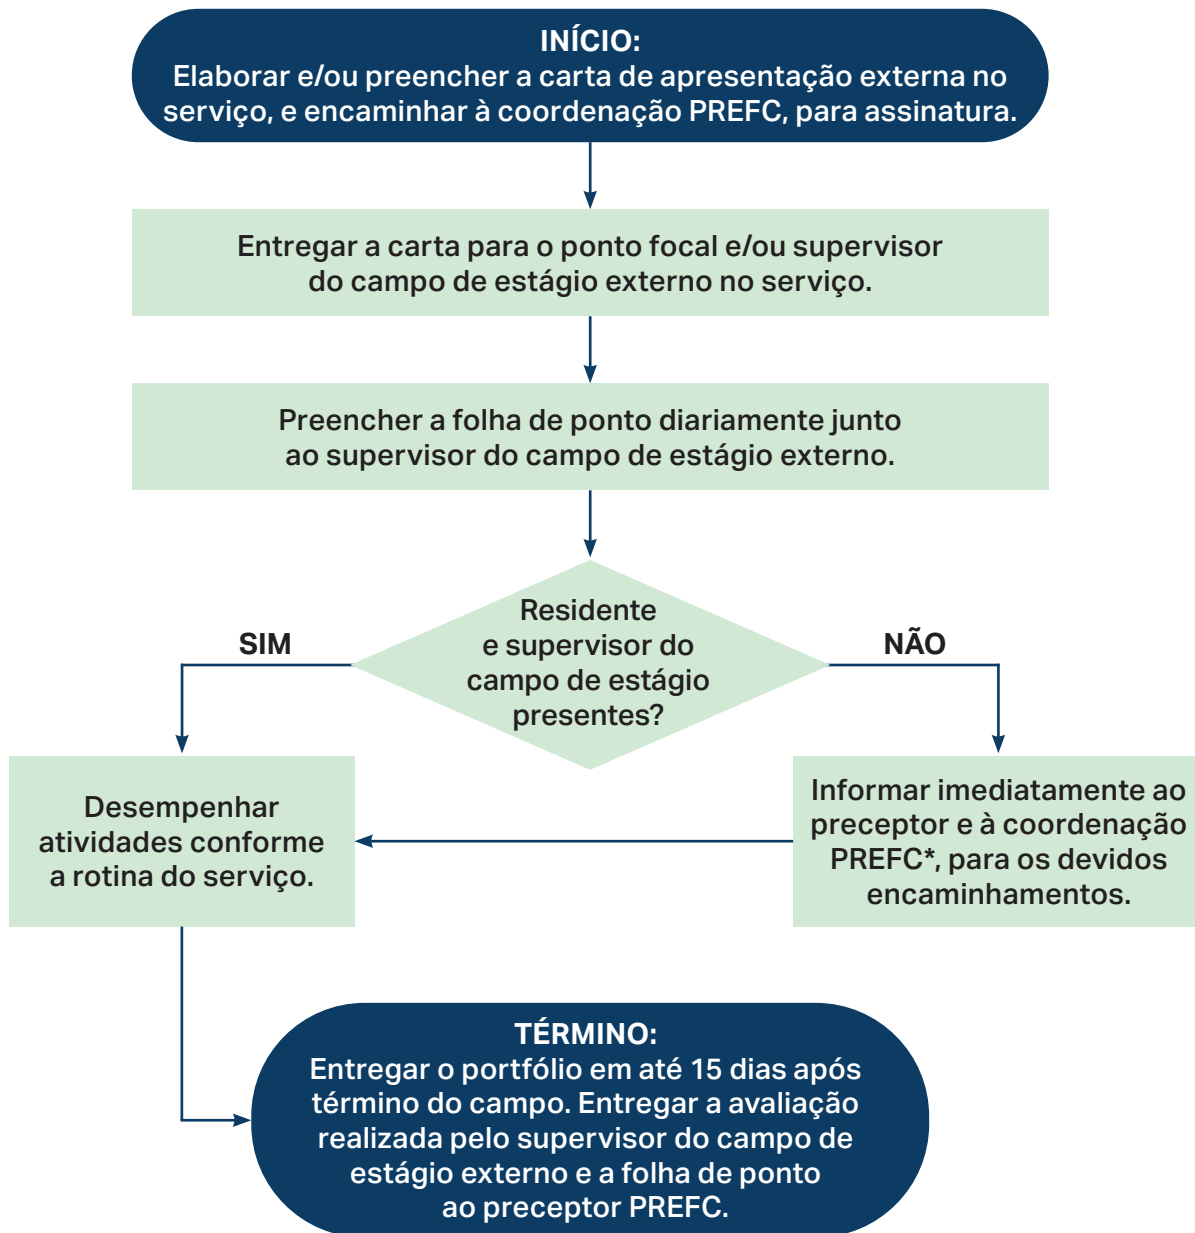 INÍCIO:
Elaborar e/ou preencher a carta de apresentação externa no
serviço, e encaminhar à coordenação PREFC, para assinatura.
Entregar a carta para o ponto focal e/ou supervisor
do campo de estágio externo no serviço.
Preencher a folha de ponto diariamente junto
ao supervisor do campo de estágio externo.
Residente
e supervisor do
campo de estágio
presentes?
SIM
NÃO
Desempenhar
atividades conforme
a rotina do serviço.
Informar imediatamente ao
preceptor e à coordenação
PREFC*, para os devidos
encaminhamentos.
TÉRMINO:
Entregar o portfólio em até 15 dias após
término do campo. Entregar a avaliação
realizada pelo supervisor do campo de
estágio externo e a folha de ponto
ao preceptor PREFC.